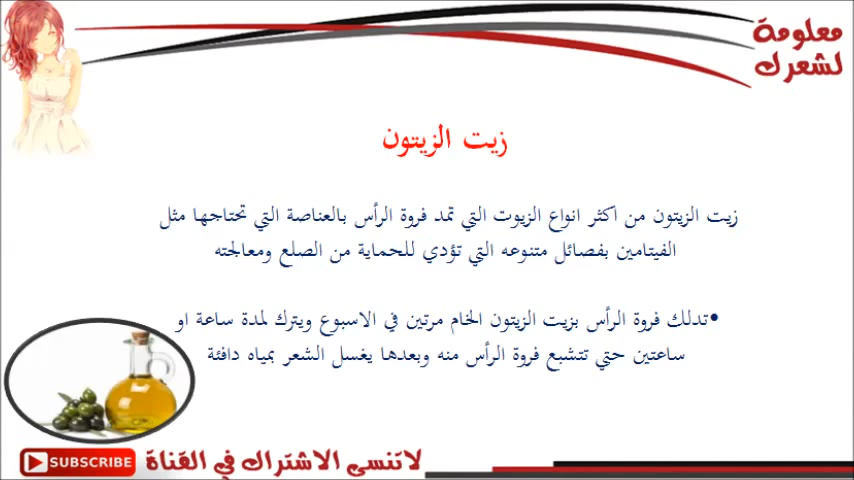 معلومة
لشعرك
زيت الزيتون
زيت الزيتون من اكثر انواع الزيوت التي تمد فروة الرأس بالعناصة التي تحتاجها مثل
الفيتامين بفصائل متنوعه التي تؤدي للحماية من الصلع ومعالجته
•تدلك فروة الرأس بزيت الزيتون الخام مرتين في الاسبوع ويترك لمدة ساعة او
ساعتين حتي تتشبع فروة الرأس منه وبعدها يغسل الشعر بمياه دافئة
لاتنسى الاشتراك في القناة SUBSCRIBE